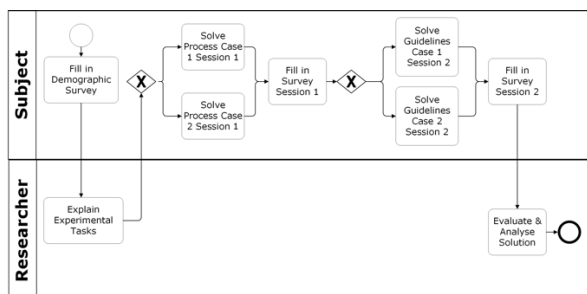 Subject
Fill in
Demographic
Survey
X
Solve
Process Case
1 Session 1
Solve
Process Case
2 Session 1
Fill in
Survey
Session 1
X
Solve
Guidelines
Case 1
Session 2
Solve
Guidelines
Case 2
Session 2
Fill in
Survey
Session 2
Researcher
Explain
Experimental
Tasks
Evaluate &
Analyse
Solution